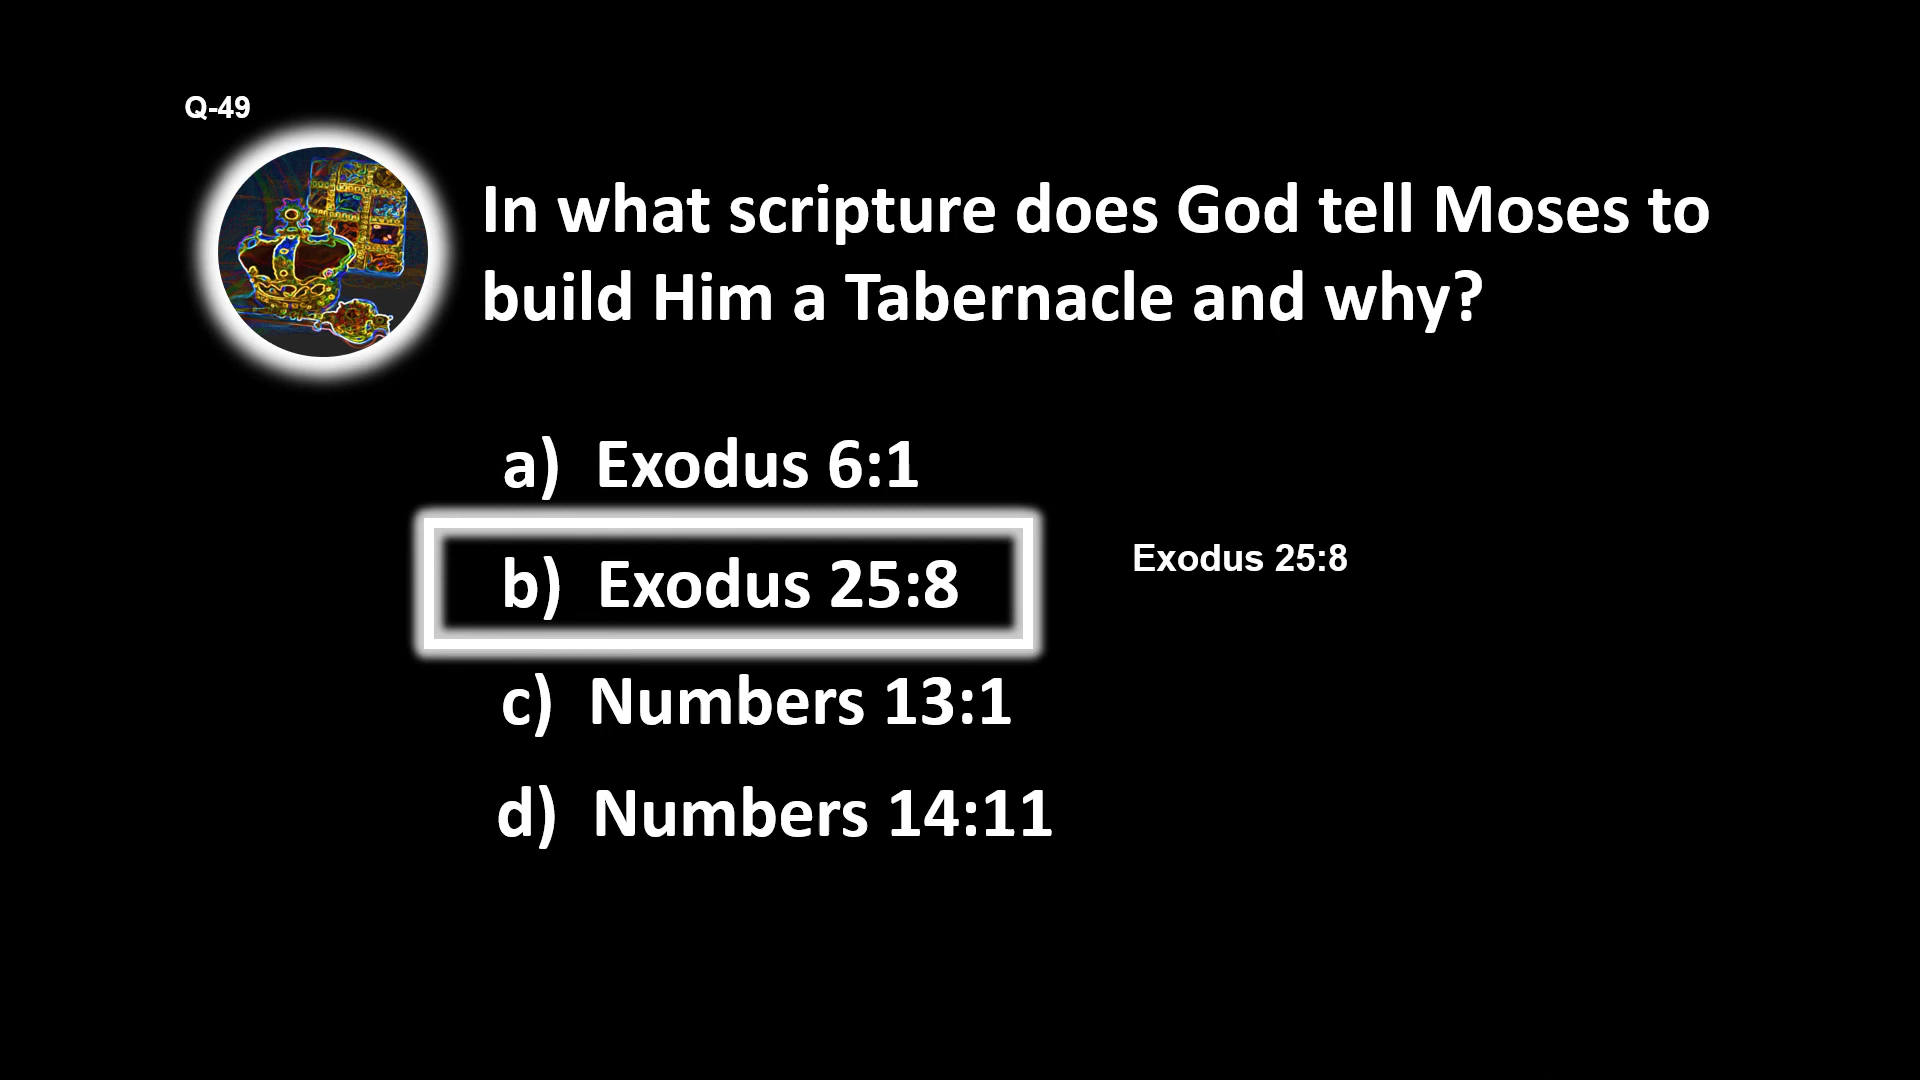 Q-49
In what scripture does God tell Moses to
build Him a Tabernacle and why?
a) Exodus 6:1
b) Exodus 25:8
Exodus 25:8
c) Numbers 13:1
d) Numbers 14:11